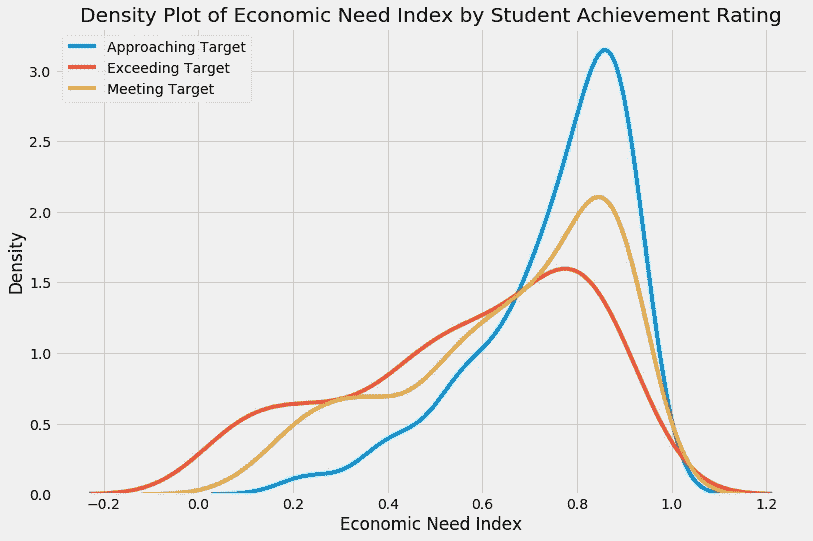 Density Plot of Economic Need Index by Student Achievement Rating
Approaching Target
Exceeding Target
Meeting Target
3.0
2.5
2.0
1.5
1.0
0.5
0.0
Density
−0.2 0.0 0.2 0.4 0.6 0.8 1.0 1.2
Economic Need Index